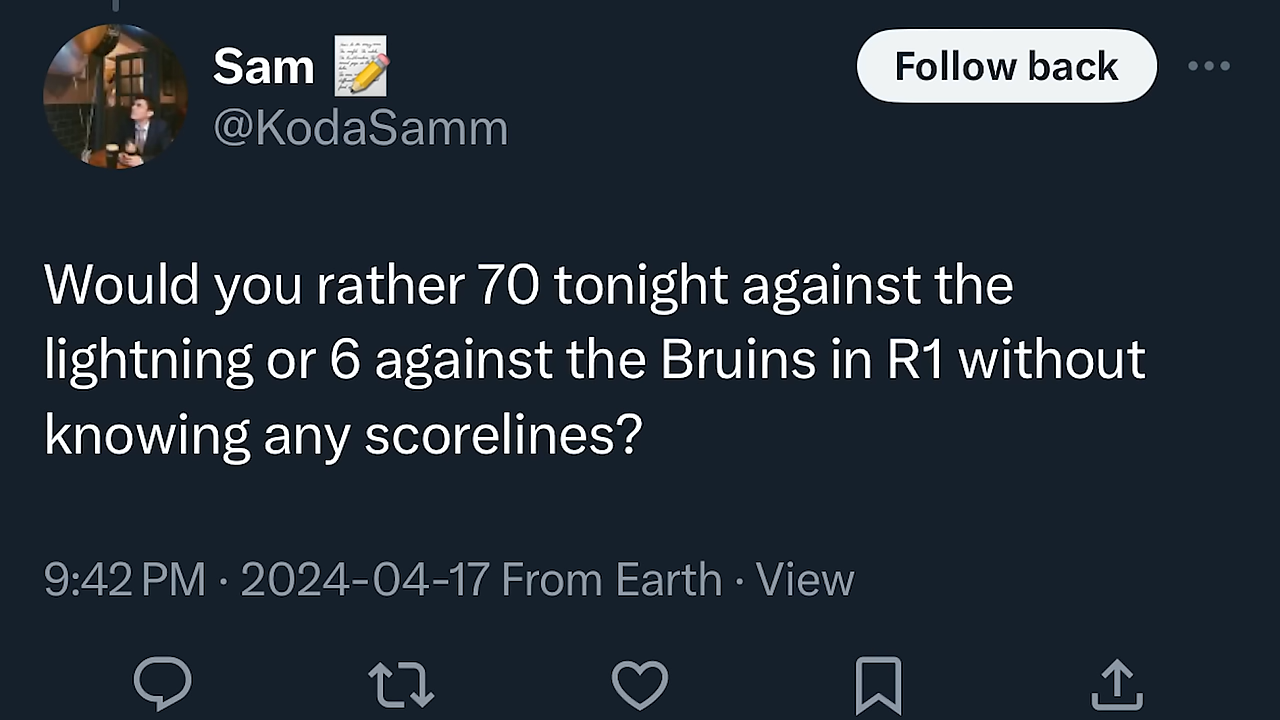 Sam
@KodaSamm
Follow back
Would you rather 70 tonight against the
lightning or 6 against the Bruins in R1 without
knowing any scorelines?
9:42 PM · 2024-04-17 From Earth · View